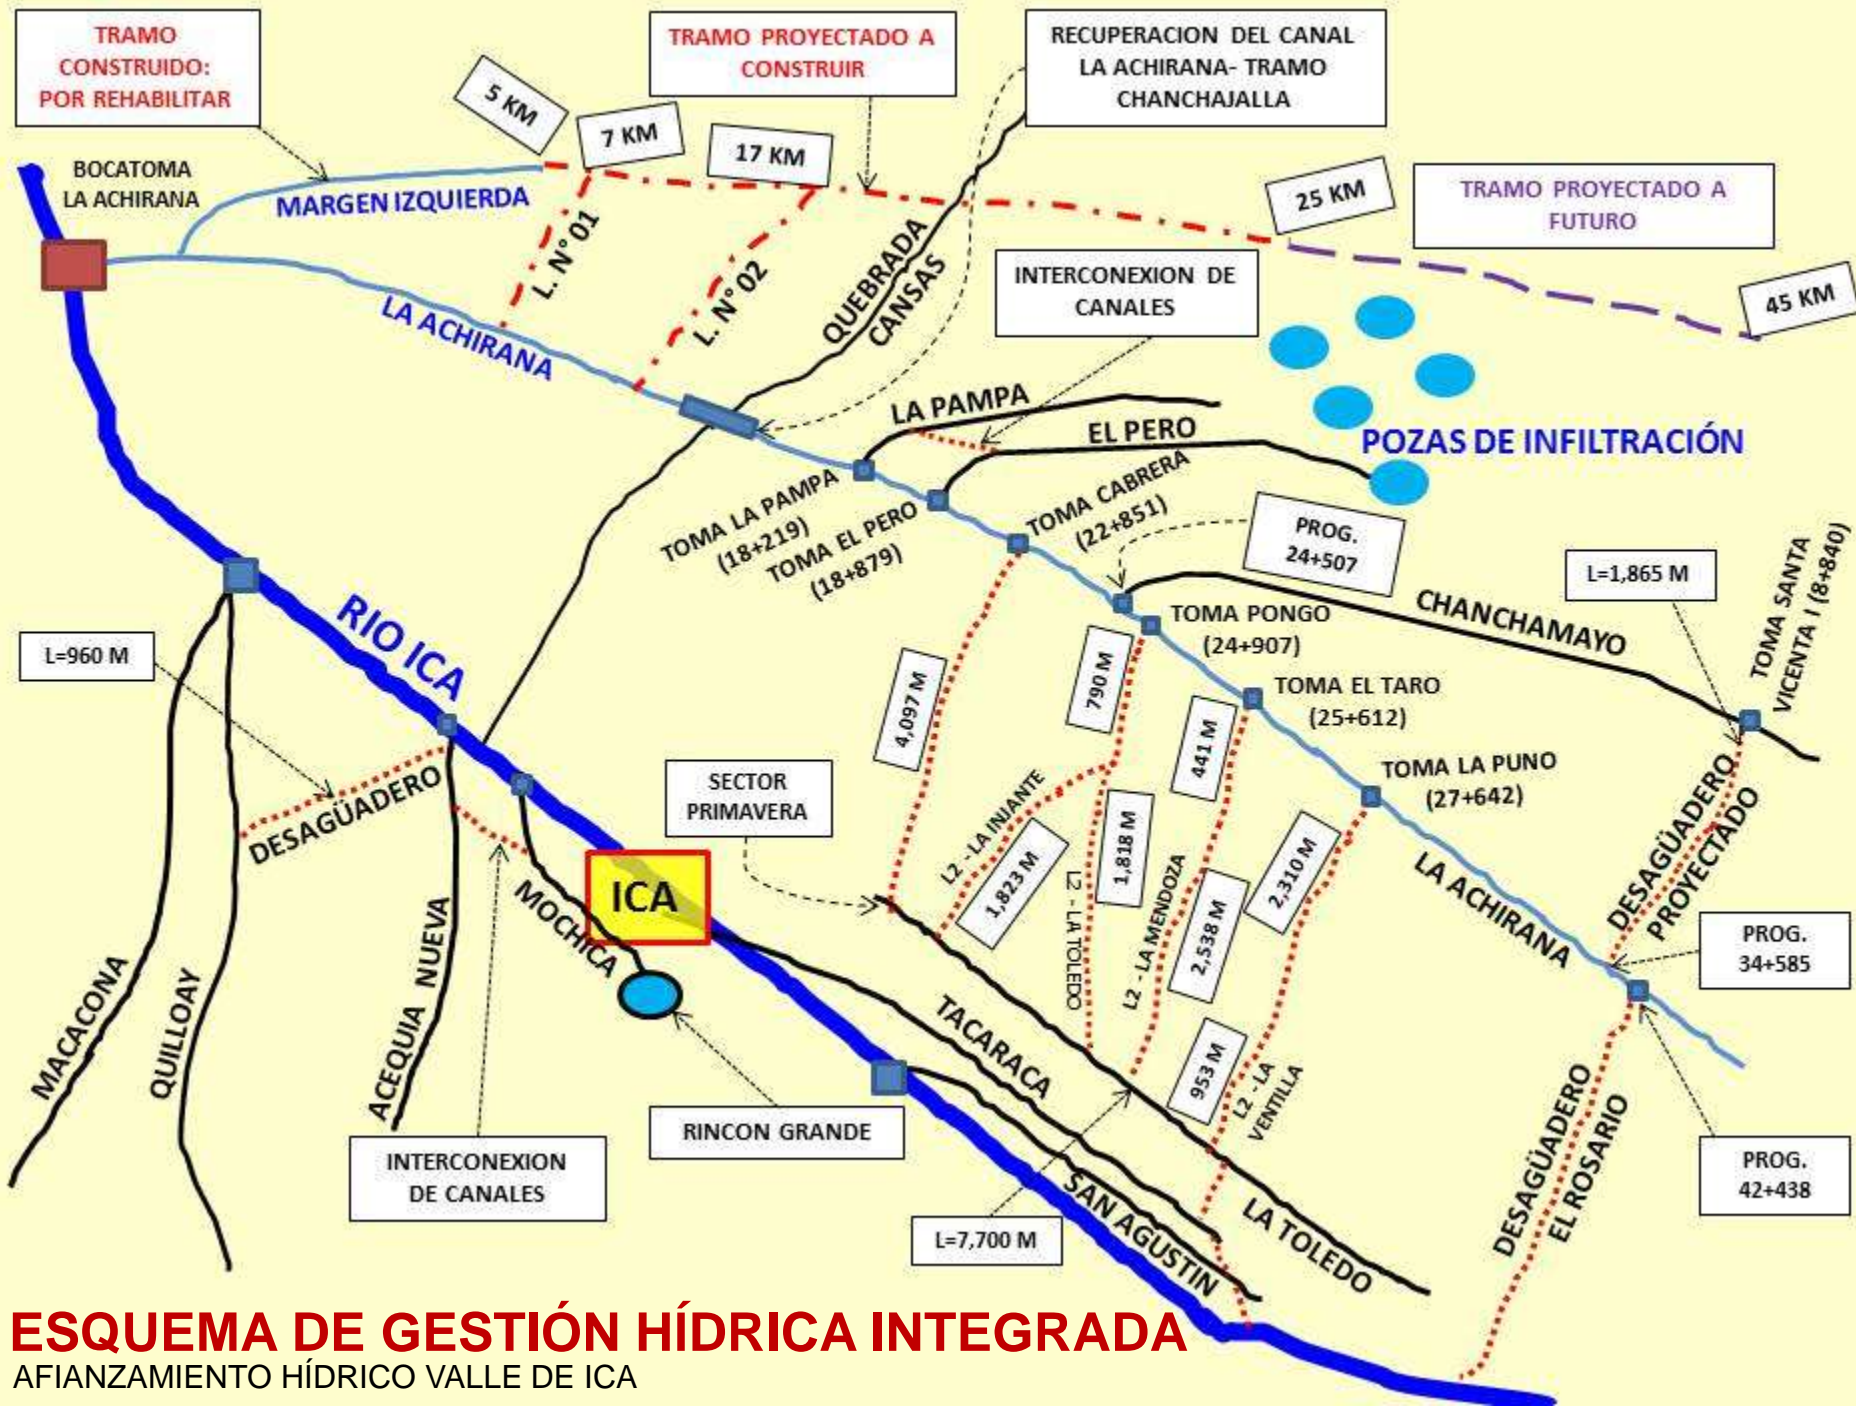 TRAMO
CONSTRUIDO:
POR REHABILITAR
TRAMO PROYECTADO A
CONSTRUIR
RECUPERACION DEL CANAL
LA ACHIRANA- TRAMO
CHANCHAJALLA
5 KM
7 KM
17 KM
25 KM
TRAMO PROYECTADO A
FUTURO
45 KM
BOCATOMA
LA ACHIRANA
MARGEN IZQUIERDA
L. N° 01
L. N° 02
QUEBRADA
CANSAS
INTERCONEXION DE
CANALES
LA ACHIRANA
LA PAMPA
EL PERO
POZAS DE INFILTRACIÓN
TOMA LA PAMPA
(18+219)
TOMA EL PERO
(18+879)
TOMA CABRERA
(22+851)
PROG.
24+507
L=1,865 M
TOMA SANTA
VICENTA I (8+840)
CHANCHAMAYO
TOMA PONGO
(24+907)
TOMA EL TARO
(25+612)
TOMA LA PUNO
(27+642)
RIO ICA
L=960 M
DESAGÜADERO
4,097 M
790 M
441 M
SECTOR
PRIMAVERA
L2 - LA INJANTE
1,823 M
1,818 M
L2 - LA TOLEDO
L2 - LA MENDOZA
2,538 M
2,310 M
LA ACHIRANA
DESAGÜADERO
PROYECTADO
PROG.
34+585
ICA
MOCHICA
MACACONA
QUILLOAY
ACEQUIA NUEVA
TACARACA
953 M
L2 - LA
VENTILLA
RINCON GRANDE
INTERCONEXION
DE CANALES
L=7,700 M
SAN AGUSTIN
LA TOLEDO
DESAGÜADERO
EL ROSARIO
PROG.
42+438
ESQUEMA DE GESTIÓN HÍDRICA INTEGRADA
AFIANZAMIENTO HÍDRICO VALLE DE ICA